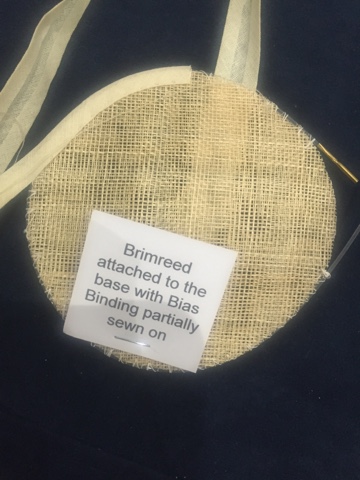 Brimreed
attached to the
base with Bias
Binding partially
sewn on